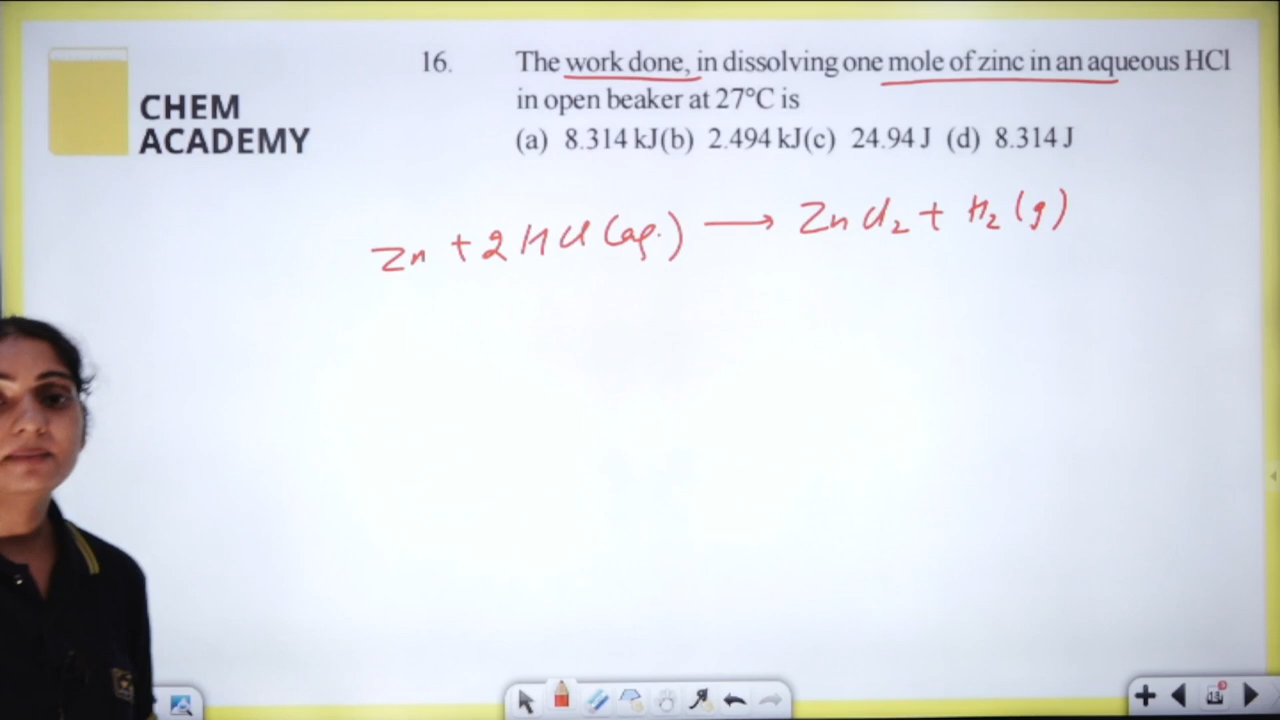 CHEM
ACADEMY
16. The work done, in dissolving one mole of zinc in an aqueous HCl
in open beaker at 27°C is
(a) 8.314 kJ(b) 2.494 kJ(c) 24.94 J (d) 8.314 J
Zn + 2HCl (aq.) → ZnCl₂ + H₂ (g)